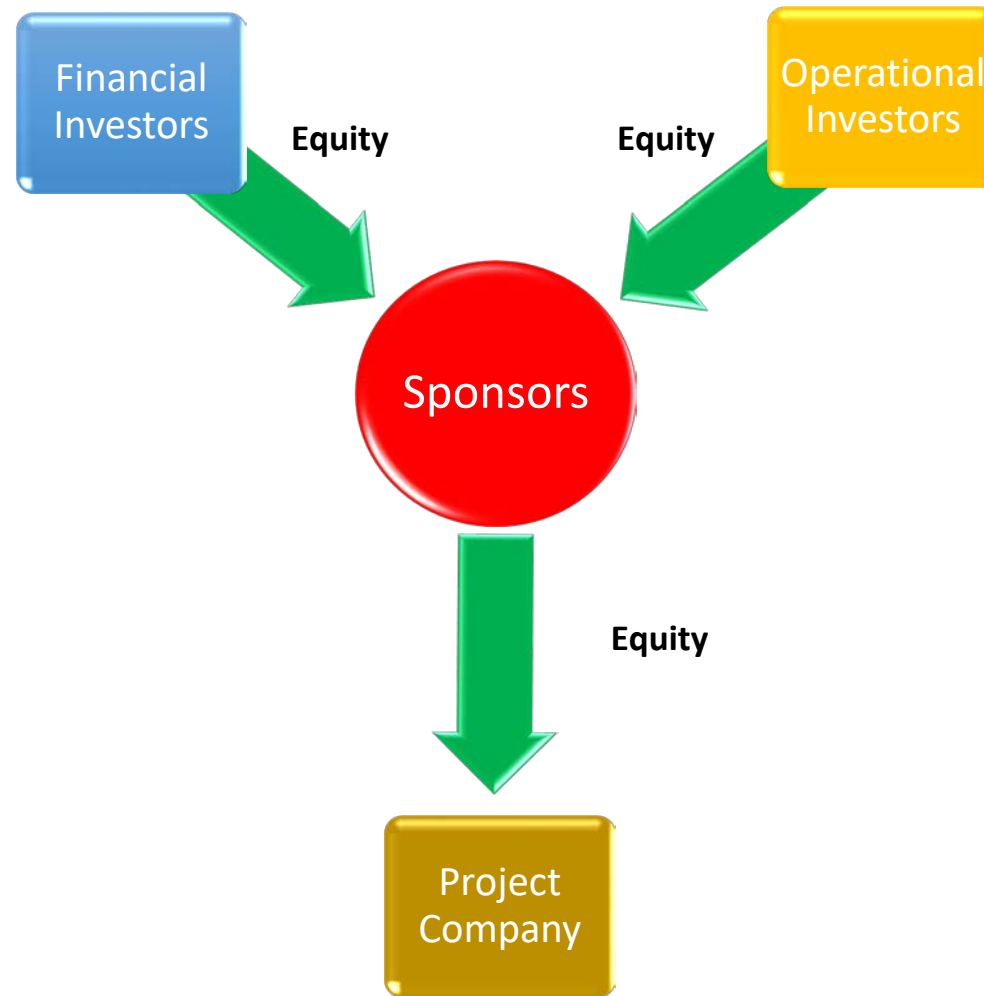 Financial
Investors
Operational
Investors
Equity
Equity
Sponsors
Equity
Project
Company